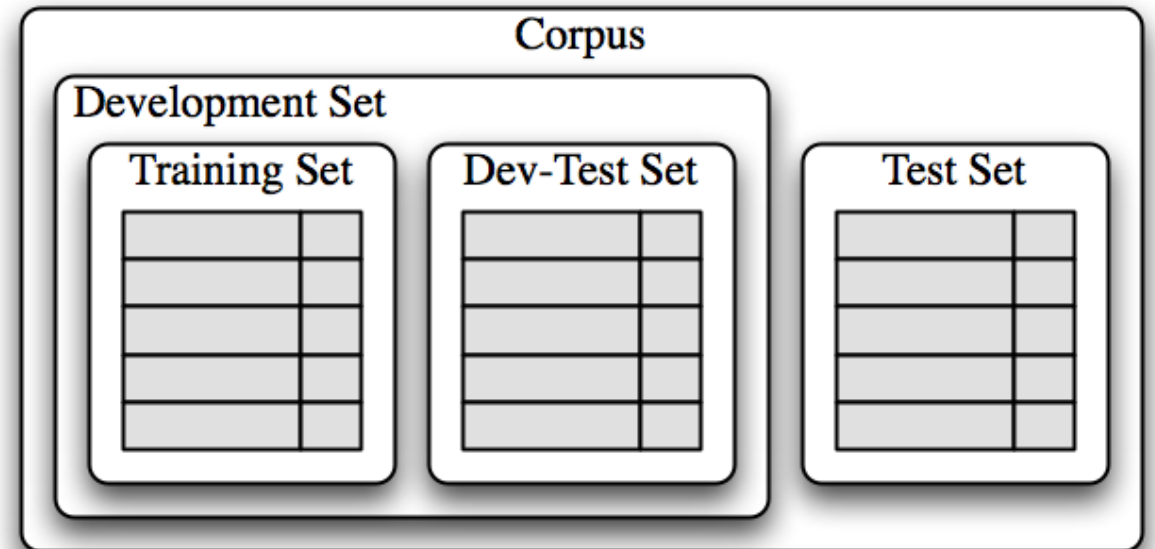 Corpus
Development Set
Training Set
Dev-Test Set
Test Set